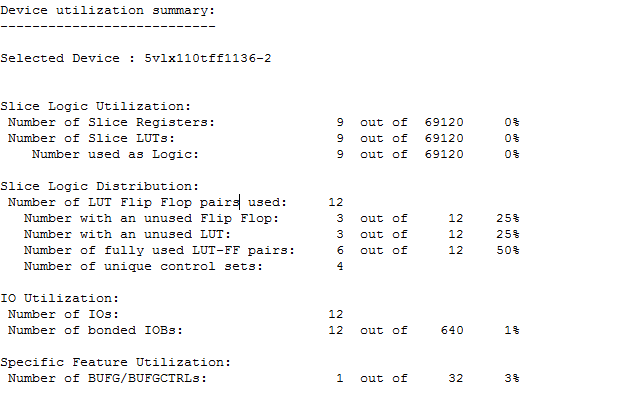 Device utilization summary:
---------------------------
Selected Device : 5vlx110tff1136-2
Slice Logic Utilization:
Number of Slice Registers: 9 out of 69120 0%
Number of Slice LUTs: 9 out of 69120 0%
Number used as Logic: 9 out of 69120 0%
Slice Logic Distribution:
Number of LUT Flip Flop pairs used: 12
Number with an unused Flip Flop: 3 out of 12 25%
Number with an unused LUT: 3 out of 12 25%
Number of fully used LUT-FF pairs: 6 out of 12 50%
Number of unique control sets: 4
IO Utilization:
Number of IOs: 12
Number of bonded IOBs: 12 out of 640 1%
Specific Feature Utilization:
Number of BUFG/BUFGCTRLs: 1 out of 32 3%